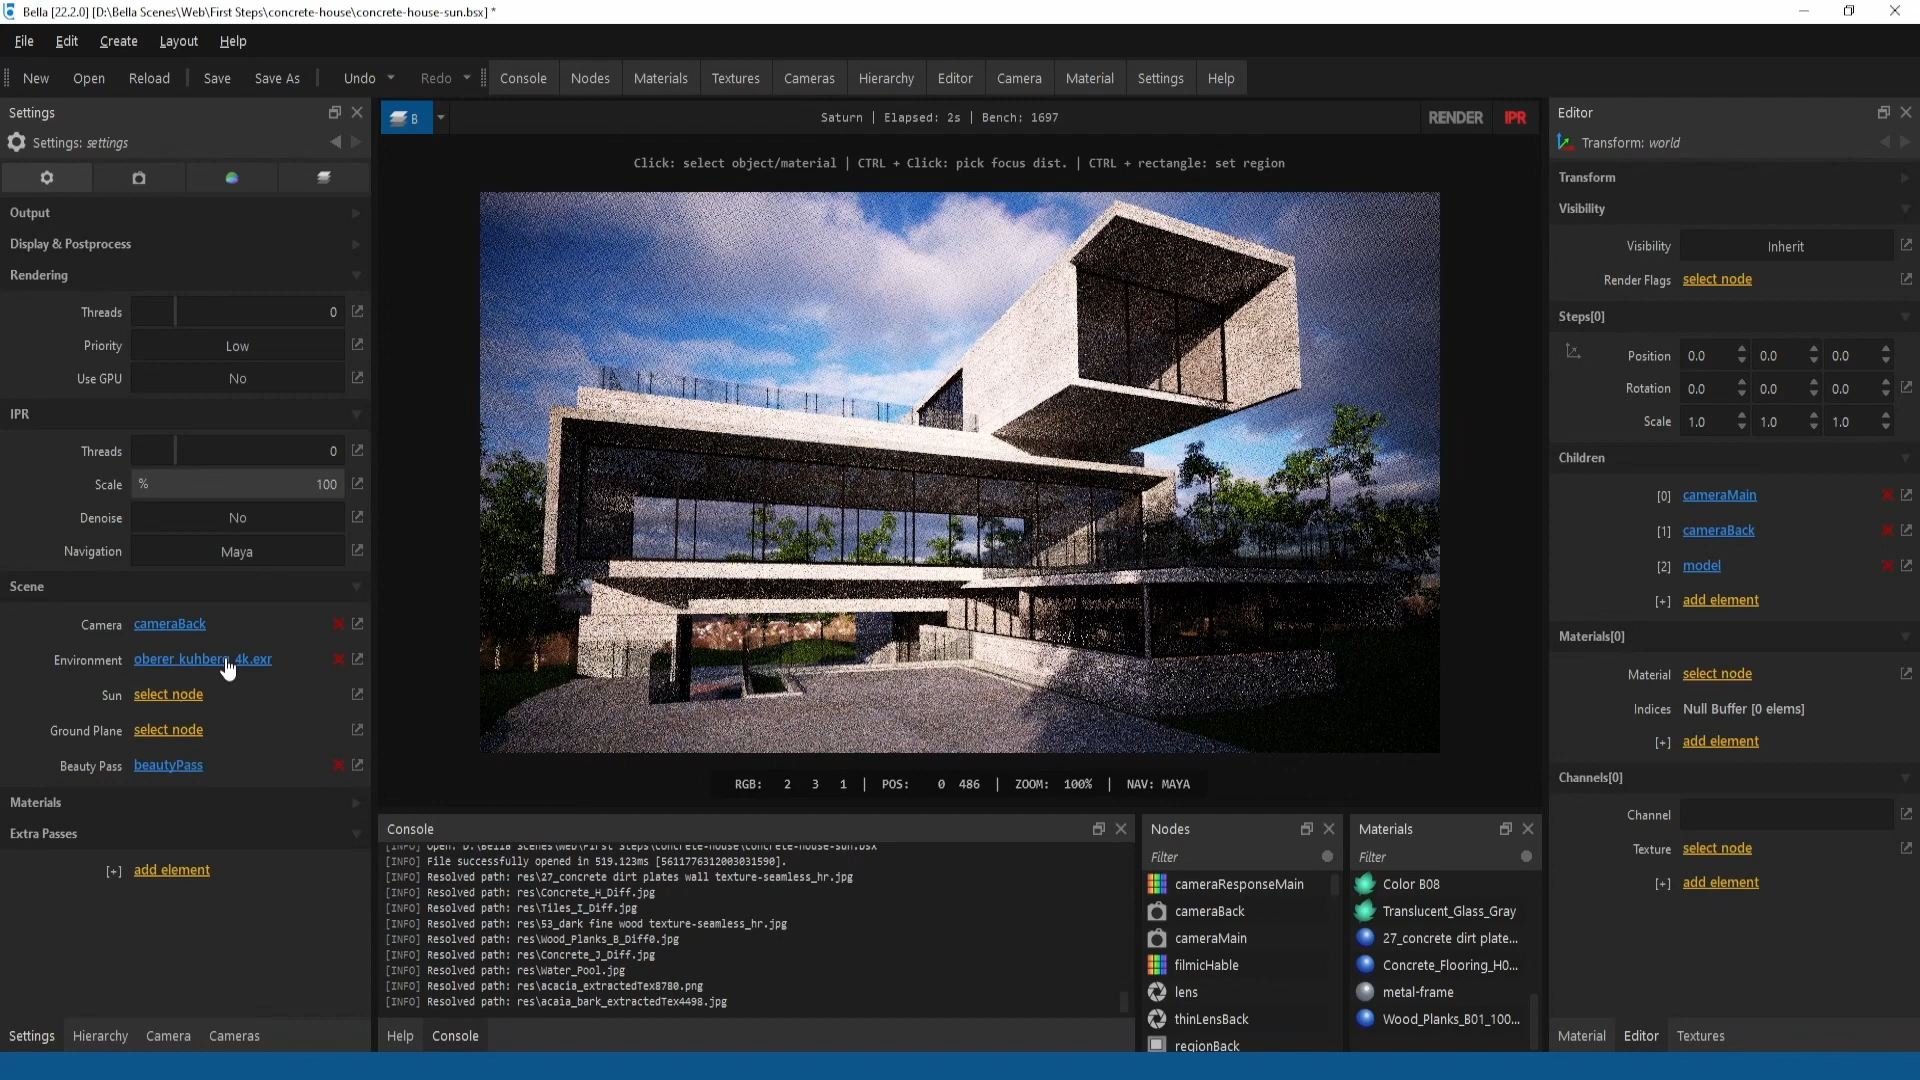 Bella [22.2.0] [D:\Bella Scenes\Web\First Steps\concrete-house\concrete-house-sun.bsx] *
File Edit Create Layout Help
New Open Reload Save Save As Undo Redo Console Nodes Materials Textures Cameras Hierarchy Editor Camera Material Settings Help
Settings
Settings: settings
Output
Display & Postprocess
Rendering
Threads 0
Priority Low
Use GPU No
IPR
Threads 0
Scale % 100
Denoise No
Navigation Maya
Scene
Camera cameraBack
Environment oberer_kuhberg_4k.exr
Sun select node
Ground Plane select node
Beauty Pass beautyPass
Materials
Extra Passes
[+] add element
Settings Hierarchy Camera Cameras
B
Saturn | Elapsed: 2s | Bench: 1697
RENDER IPR
Click: select object/material | CTRL + Click: pick focus dist. | CTRL + rectangle: set region
RGB: 2 3 1 | POS: 0 486 | ZOOM: 100% | NAV: MAYA
Console
[INFO] Open: D:\Bella Scenes\Web\First Steps\concrete-house\concrete-house-sun.bsx
[INFO] File successfully opened in 519.123ms [5611776312003031590].
[INFO] Resolved path: res\27_concrete dirt plates wall texture-seamless_hr.jpg
[INFO] Resolved path: res\Concrete_H_Diff.jpg
[INFO] Resolved path: res\Tiles_I_Diff.jpg
[INFO] Resolved path: res\53_dark fine wood texture-seamless_hr.jpg
[INFO] Resolved path: res\Wood_Planks_B_Diff0.jpg
[INFO] Resolved path: res\Concrete_J_Diff.jpg
[INFO] Resolved path: res\Water_Pool.jpg
[INFO] Resolved path: res\acacia_extractedTex8780.png
[INFO] Resolved path: res\acaia_bark_extractedTex4498.jpg
Help Console
Nodes
Filter
cameraResponseMain
cameraBack
cameraMain
filmicHable
lens
thinLensBack
regionBack
Materials
Filter
Color B08
Translucent_Glass_Gray
27_concrete dirt plate...
Concrete_Flooring_H0...
metal-frame
Wood_Planks_B01_100...
Editor
Transform: world
Transform
Visibility
Visibility Inherit
Render Flags select node
Steps[0]
Position 0.0 0.0 0.0
Rotation 0.0 0.0 0.0
Scale 1.0 1.0 1.0
Children
[0] cameraMain
[1] cameraBack
[2] model
[+] add element
Materials[0]
Material select node
Indices Null Buffer [0 elems]
[+] add element
Channels[0]
Channel
Texture select node
[+] add element
Material Editor Textures